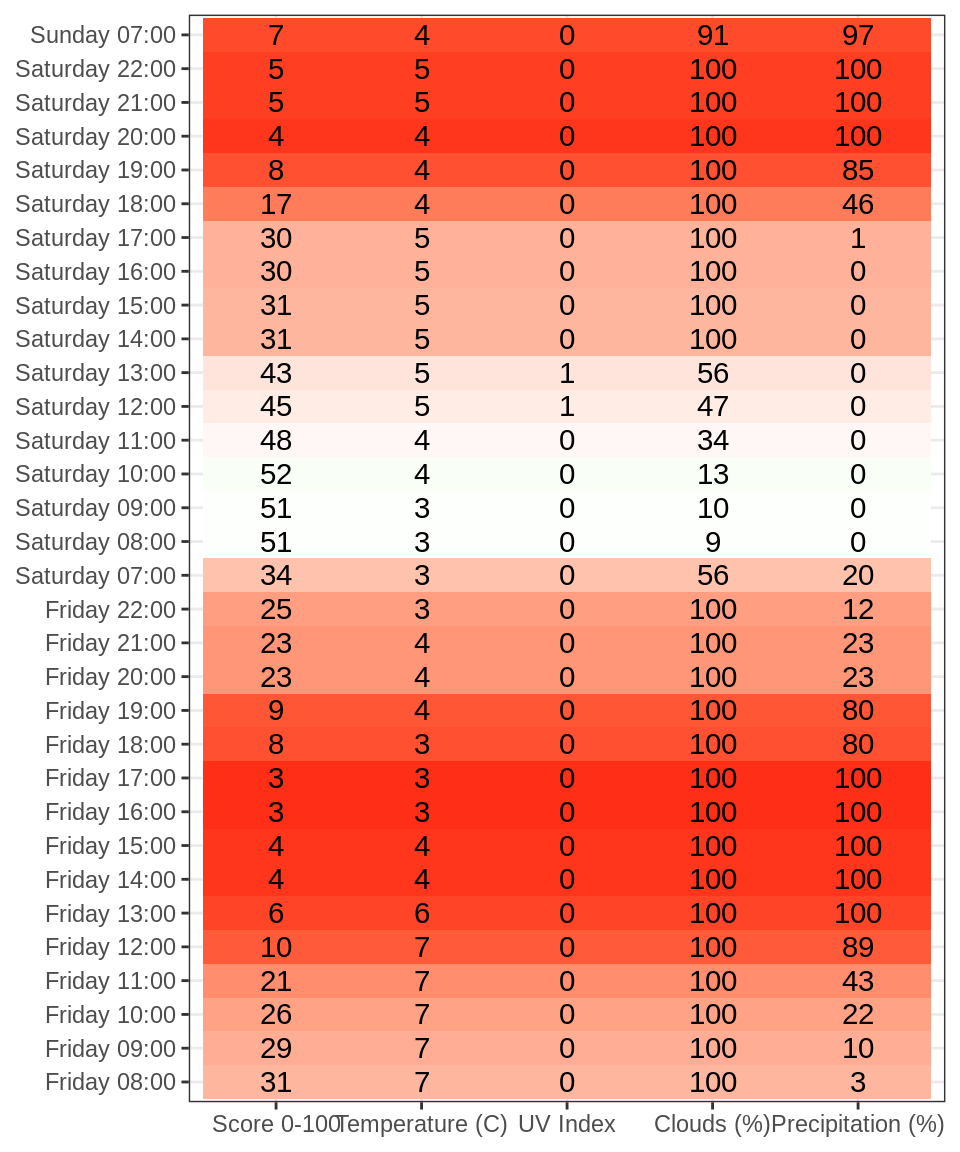 Sunday 07:00 7 4 0 91 97
Saturday 22:00 5 5 0 100 100
Saturday 21:00 5 5 0 100 100
Saturday 20:00 4 4 0 100 100
Saturday 19:00 8 4 0 100 85
Saturday 18:00 17 4 0 100 46
Saturday 17:00 30 5 0 100 1
Saturday 16:00 30 5 0 100 0
Saturday 15:00 31 5 0 100 0
Saturday 14:00 31 5 0 100 0
Saturday 13:00 43 5 1 56 0
Saturday 12:00 45 5 1 47 0
Saturday 11:00 48 4 0 34 0
Saturday 10:00 52 4 0 13 0
Saturday 09:00 51 3 0 10 0
Saturday 08:00 51 3 0 9 0
Saturday 07:00 34 3 0 56 20
Friday 22:00 25 3 0 100 12
Friday 21:00 23 4 0 100 23
Friday 20:00 23 4 0 100 23
Friday 19:00 9 4 0 100 80
Friday 18:00 8 3 0 100 80
Friday 17:00 3 3 0 100 100
Friday 16:00 3 3 0 100 100
Friday 15:00 4 4 0 100 100
Friday 14:00 4 4 0 100 100
Friday 13:00 6 6 0 100 100
Friday 12:00 10 7 0 100 89
Friday 11:00 21 7 0 100 43
Friday 10:00 26 7 0 100 22
Friday 09:00 29 7 0 100 10
Friday 08:00 31 7 0 100 3
Score 0-100 Temperature (C) UV Index Clouds (%) Precipitation (%)